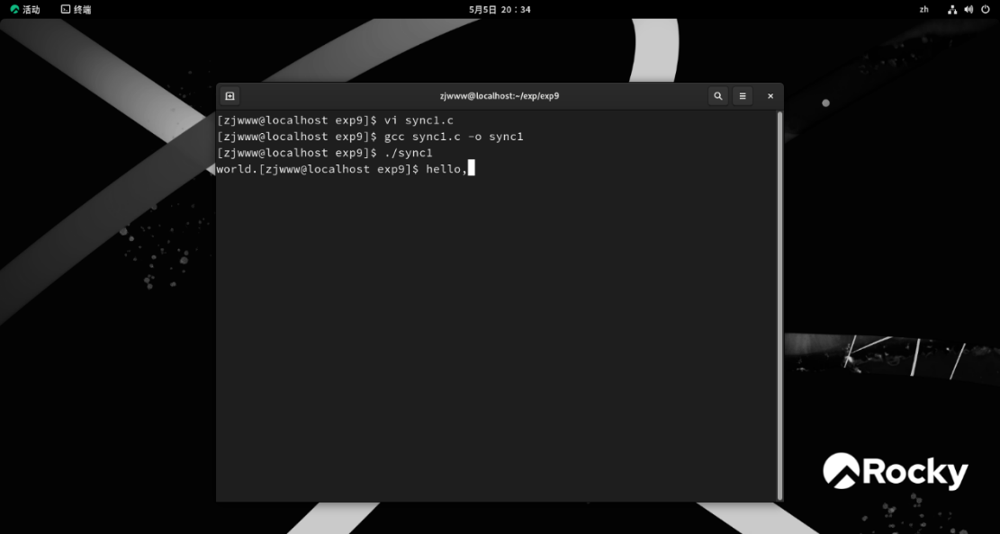 活动 终端 5月5日 20：34 zh
zjwww@localhost:~/exp/exp9
[zjwww@localhost exp9]$ vi sync1.c
[zjwww@localhost exp9]$ gcc sync1.c -o sync1
[zjwww@localhost exp9]$ ./sync1
world.[zjwww@localhost exp9]$ hello,
Rocky